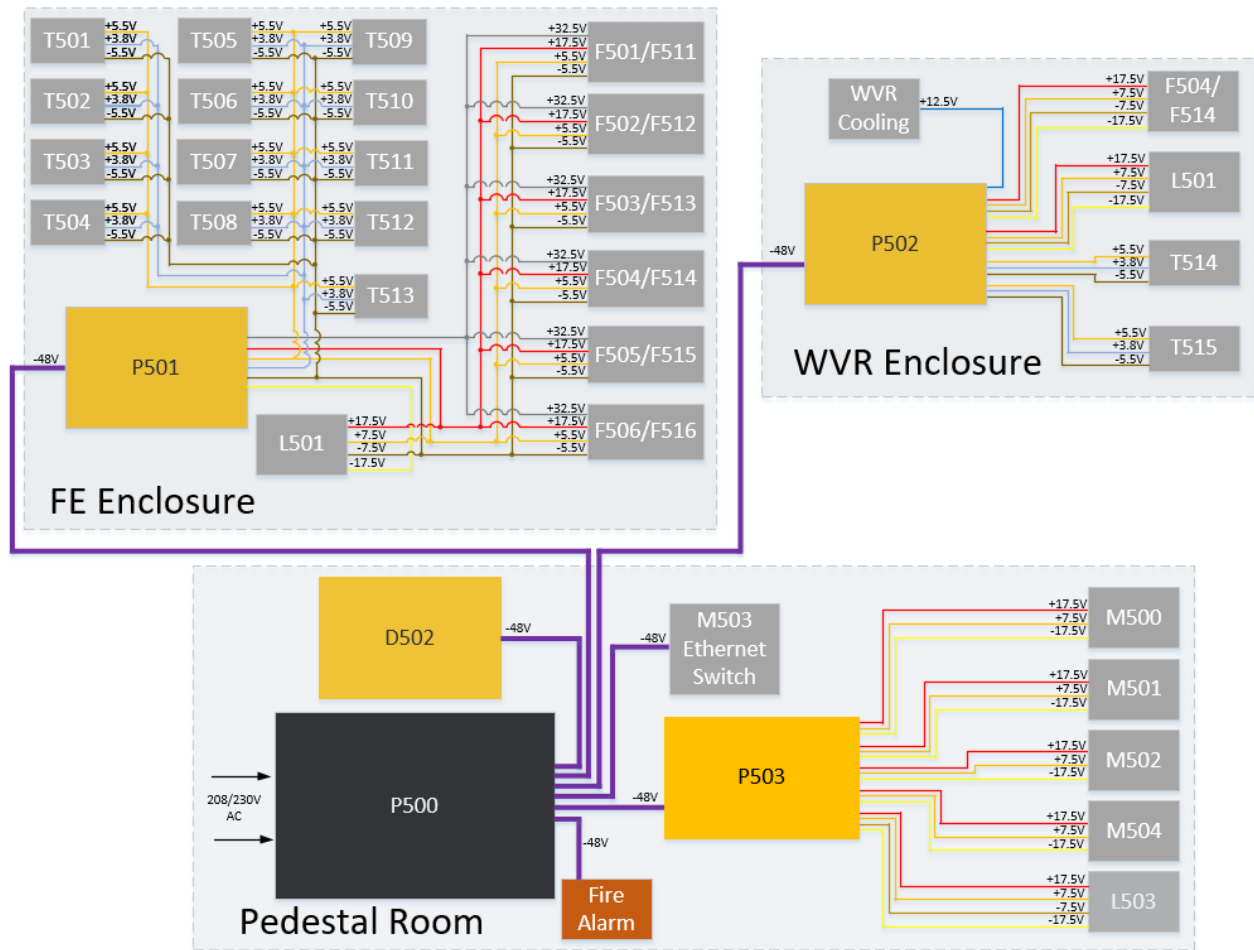 T501
+5.5V
+3.8V
-5.5V
T505
+5.5V
+3.8V
-5.5V
+5.5V
+3.8V
-5.5V
T509
T502
+5.5V
+3.8V
-5.5V
T506
+5.5V
+3.8V
-5.5V
+5.5V
+3.8V
-5.5V
T510
T503
+5.5V
+3.8V
-5.5V
T507
+5.5V
+3.8V
-5.5V
+5.5V
+3.8V
-5.5V
T511
T504
+5.5V
+3.8V
-5.5V
T508
+5.5V
+3.8V
-5.5V
+5.5V
+3.8V
-5.5V
T512
+5.5V
+3.8V
-5.5V
T513
+32.5V
+17.5V
+5.5V
-5.5V
F501/F511
+32.5V
+17.5V
+5.5V
-5.5V
F502/F512
+32.5V
+17.5V
+5.5V
-5.5V
F503/F513
+32.5V
+17.5V
+5.5V
-5.5V
F504/F514
+32.5V
+17.5V
+5.5V
-5.5V
F505/F515
+32.5V
+17.5V
+5.5V
-5.5V
F506/F516
-48V
P501
L501
+17.5V
+7.5V
-7.5V
-17.5V
FE Enclosure
WVR
Cooling
+12.5V
+17.5V
+7.5V
-7.5V
-17.5V
F504/
F514
+17.5V
+7.5V
-7.5V
-17.5V
L501
-48V
P502
+5.5V
+3.8V
-5.5V
T514
+5.5V
+3.8V
-5.5V
T515
WVR Enclosure
D502
-48V
-48V
M503
Ethernet
Switch
208/230V
AC
P500
-48V
P503
-48V
Fire
Alarm
+17.5V
+7.5V
-17.5V
M500
+17.5V
+7.5V
-17.5V
M501
+17.5V
+7.5V
-17.5V
M502
+17.5V
+7.5V
-17.5V
M504
+17.5V
+7.5V
-7.5V
-17.5V
L503
Pedestal Room